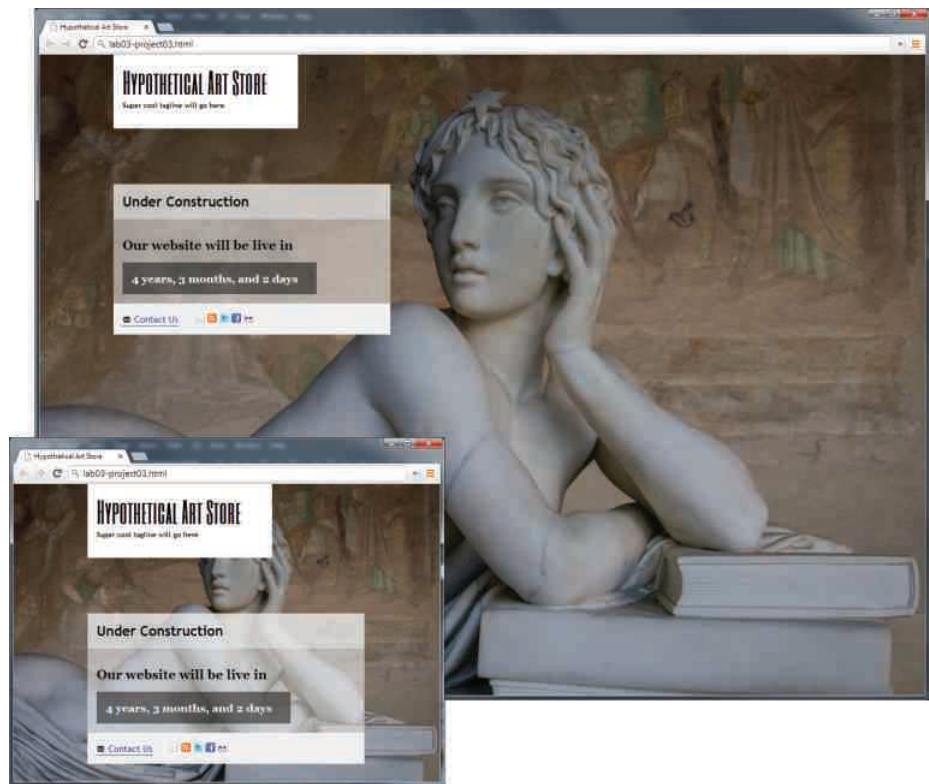 Hypothetical Art Store
lab03-project03.html
HYPOTHETICAL ART STORE
Super cool tagline will go here
Under Construction
Our website will be live in
4 years, 3 months, and 2 days
Contact Us
Hypothetical Art Store
lab03-project03.html
HYPOTHETICAL ART STORE
Super cool tagline will go here
Under Construction
Our website will be live in
4 years, 3 months, and 2 days
Contact Us